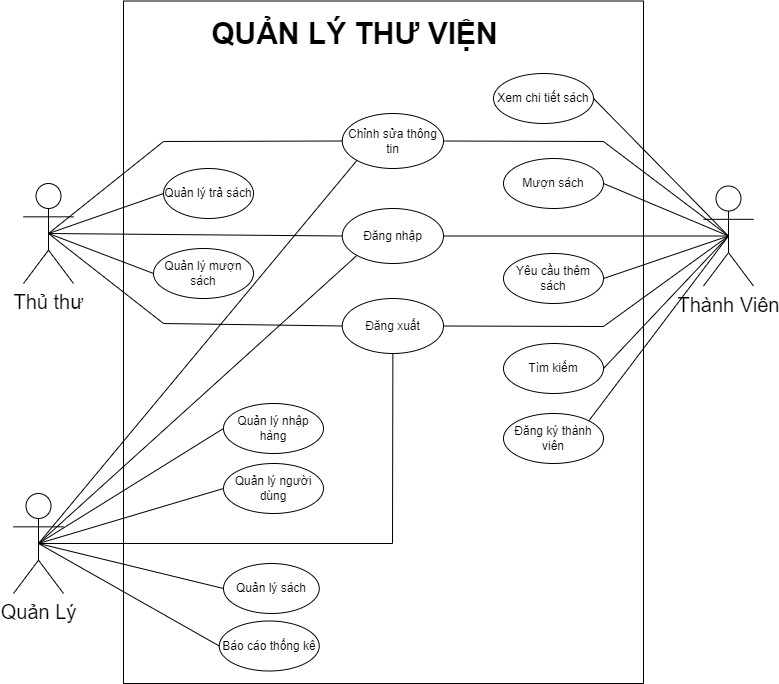 QUẢN LÝ THƯ VIỆN
Xem chi tiết sách
Chỉnh sửa thông
tin
Quản lý trả sách
Mượn sách
Đăng nhập
Quản lý mượn
sách
Yêu cầu thêm
sách
Thủ thư
Thành Viên
Đăng xuất
Tìm kiếm
Quản lý nhập
hàng
Đăng ký thành
viên
Quản lý người
dùng
Quản lý sách
Quản Lý
Báo cáo thống kê